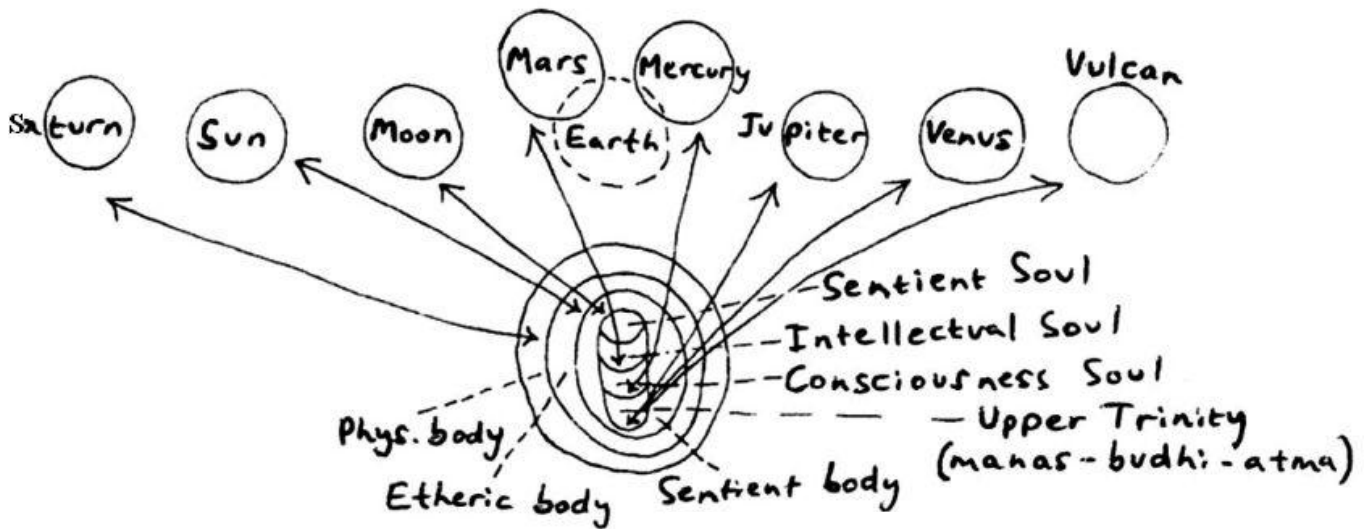 Mars
Mercury
Vulcan
Saturn
Sun
Moon
Earth
Jupiter
Venus
Sentient Soul
Intellectual Soul
Consciousness Soul
Phys. body
Upper Trinity
(manas - budhi - atma)
Etheric body
Sentient body